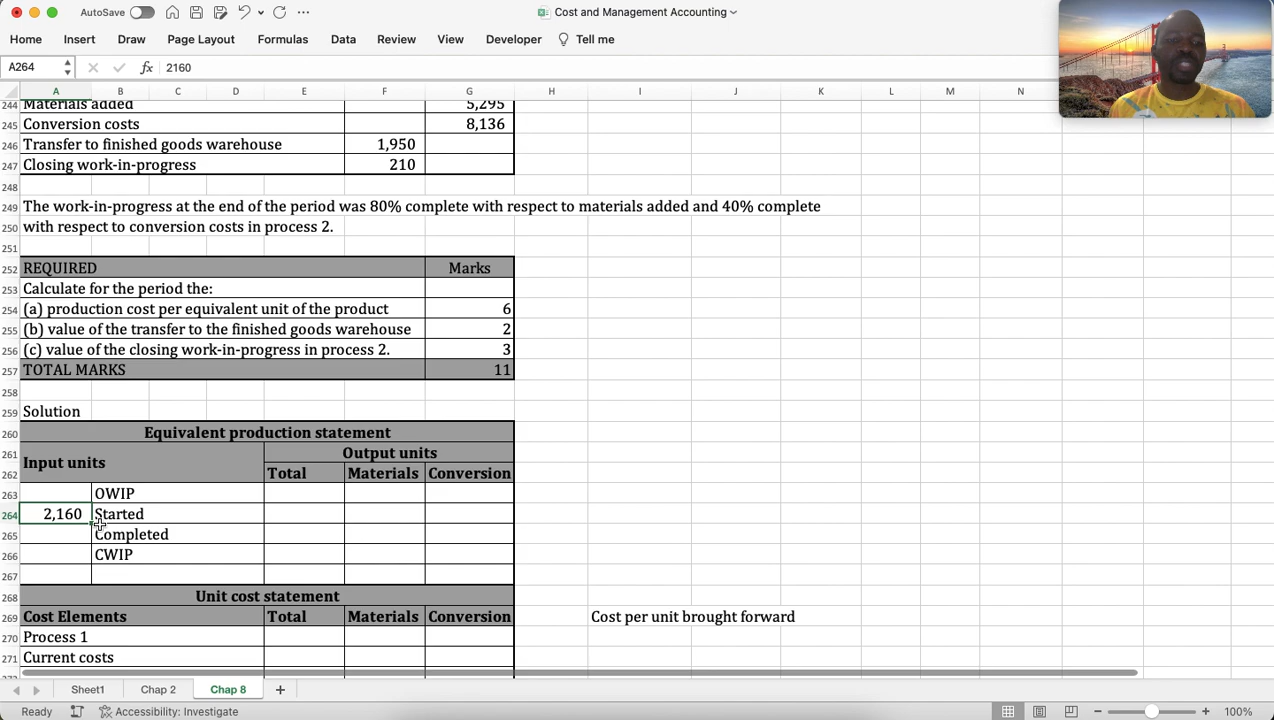 AutoSave
Cost and Management Accounting
Home Insert Draw Page Layout Formulas Data Review View Developer Tell me
A264 fx 2160
A B C D E F G H I J K L M N
244 Materials added 5,295
245 Conversion costs 8,136
246 Transfer to finished goods warehouse 1,950
247 Closing work-in-progress 210
248
249 The work-in-progress at the end of the period was 80% complete with respect to materials added and 40% complete
250 with respect to conversion costs in process 2.
251
252 REQUIRED Marks
253 Calculate for the period the:
254 (a) production cost per equivalent unit of the product 6
255 (b) value of the transfer to the finished goods warehouse 2
256 (c) value of the closing work-in-progress in process 2. 3
257 TOTAL MARKS 11
258
259 Solution
260 Equivalent production statement
261 Output units
Input units
262 Total Materials Conversion
263 OWIP
264 2,160 Started
265 Completed
266 CWIP
267
268 Unit cost statement
269 Cost Elements Total Materials Conversion Cost per unit brought forward
270 Process 1
271 Current costs
Sheet1 Chap 2 Chap 8
Ready Accessibility: Investigate 100%